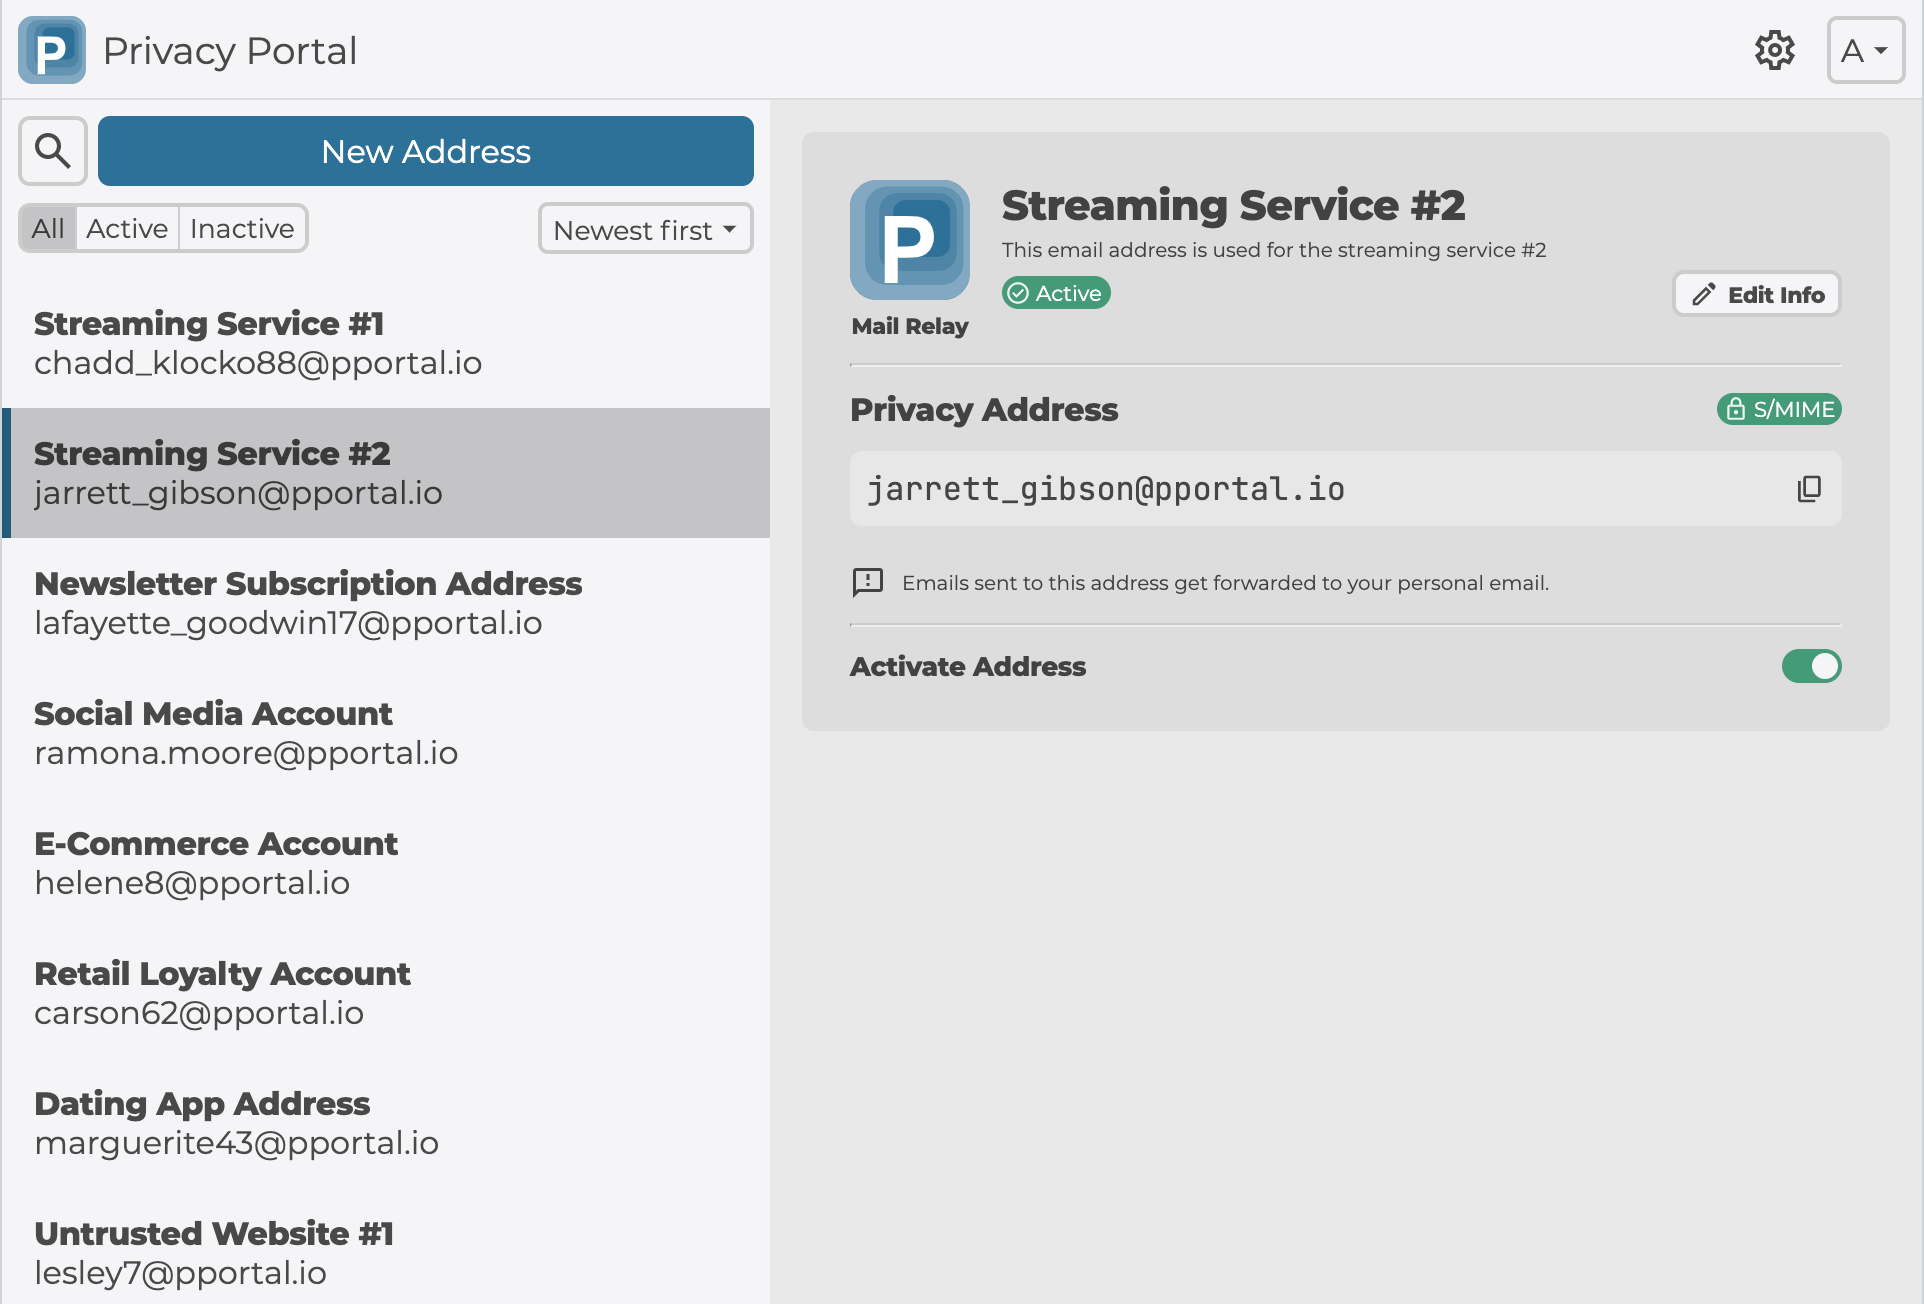 P Privacy Portal
A
New Address
All Active Inactive
Newest first
Streaming Service #1
chadd_klocko88@pportal.io
Streaming Service #2
jarrett_gibson@pportal.io
Newsletter Subscription Address
lafayette_goodwin17@pportal.io
Social Media Account
ramona.moore@pportal.io
E-Commerce Account
helene8@pportal.io
Retail Loyalty Account
carson62@pportal.io
Dating App Address
marguerite43@pportal.io
Untrusted Website #1
lesley7@pportal.io
P
Mail Relay
Streaming Service #2
This email address is used for the streaming service #2
Active
Edit Info
Privacy Address
S/MIME
jarrett_gibson@pportal.io
Emails sent to this address get forwarded to your personal email.
Activate Address